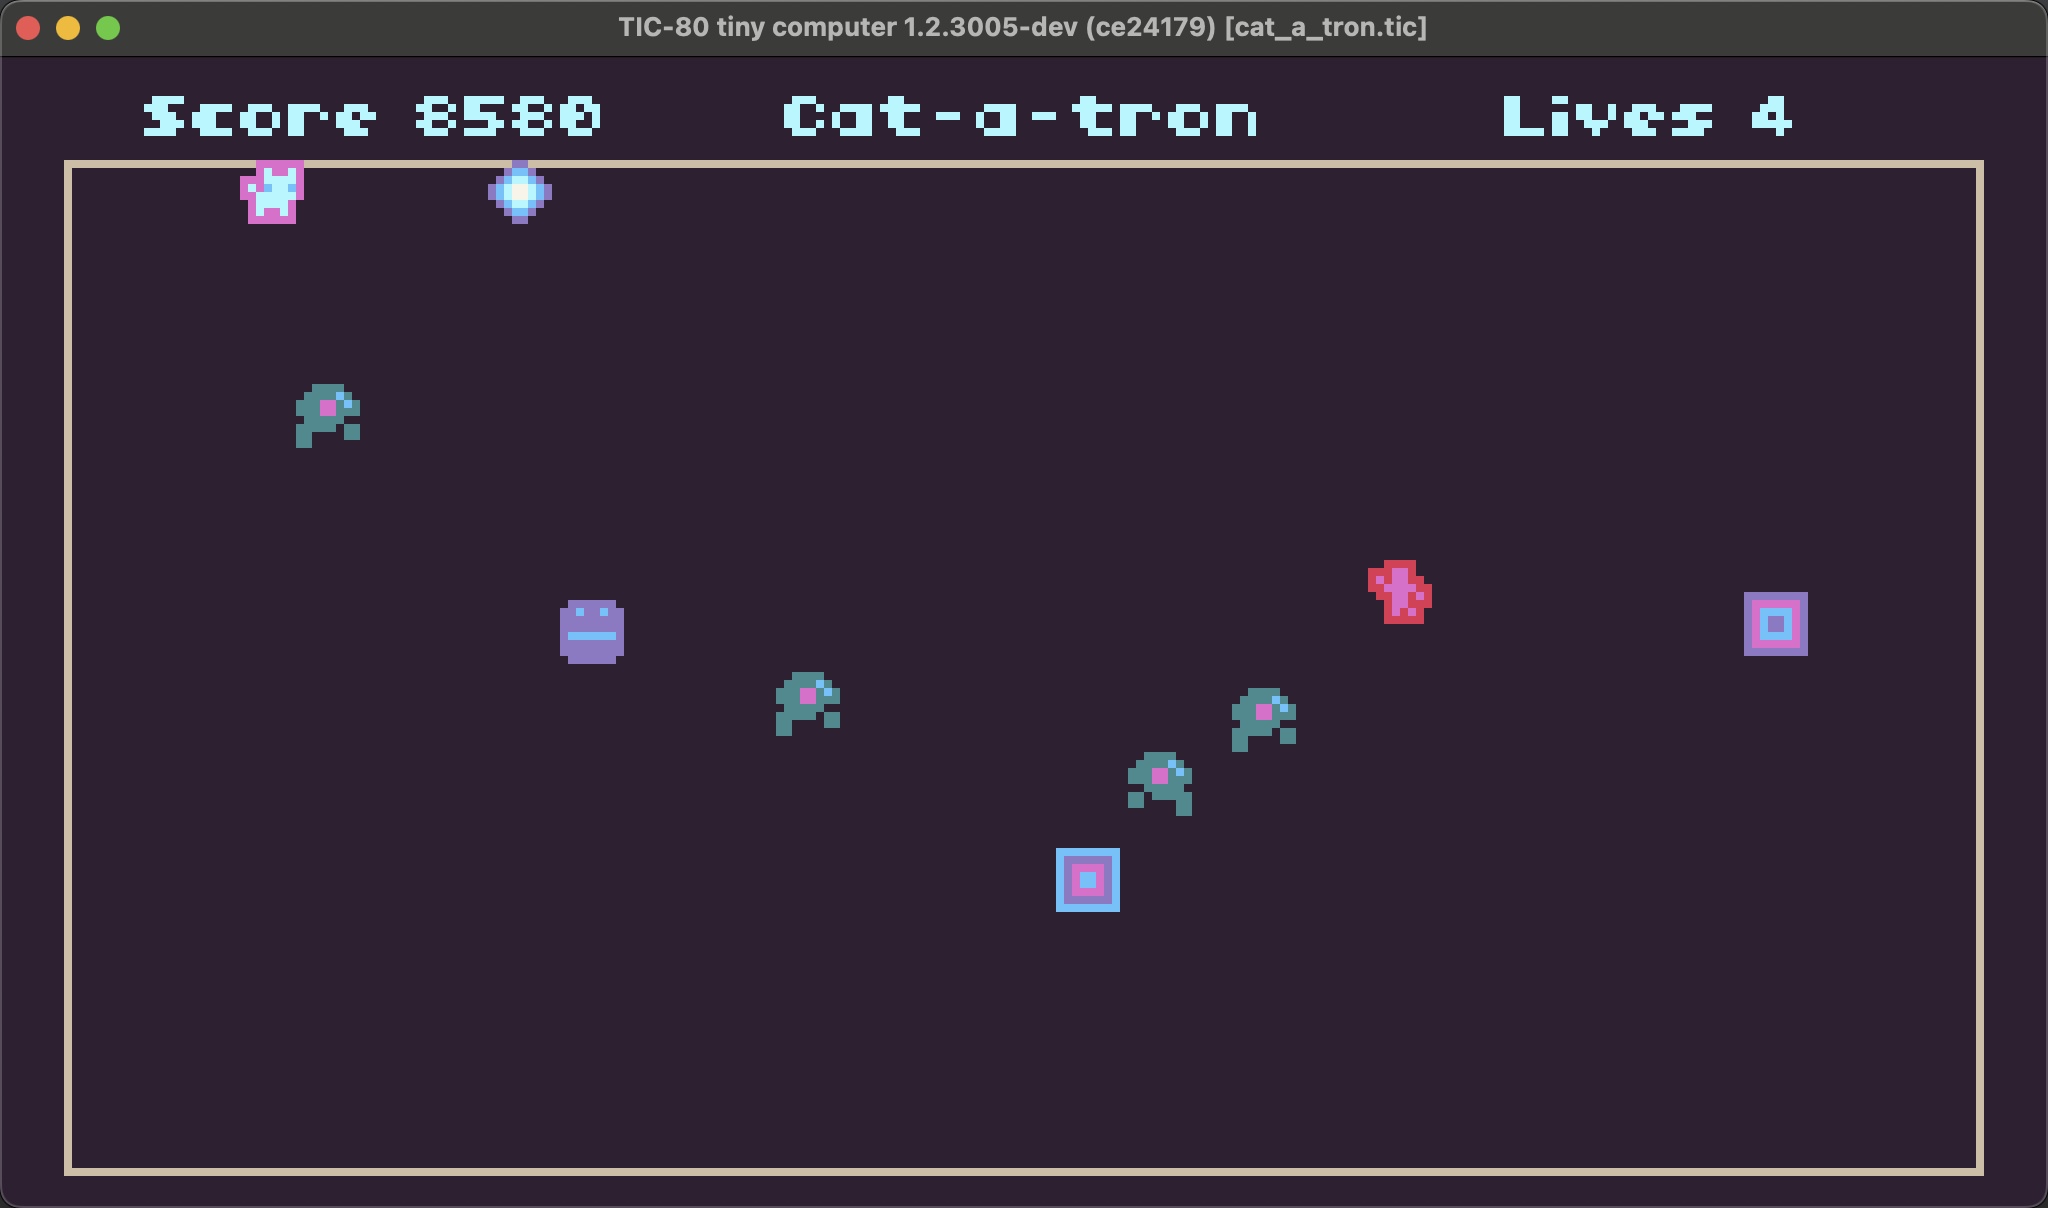 TIC-80 tiny computer 1.2.3005-dev (ce24179) [cat_a_tron.tic]
Score 8580 Cat-a-tron Lives 4